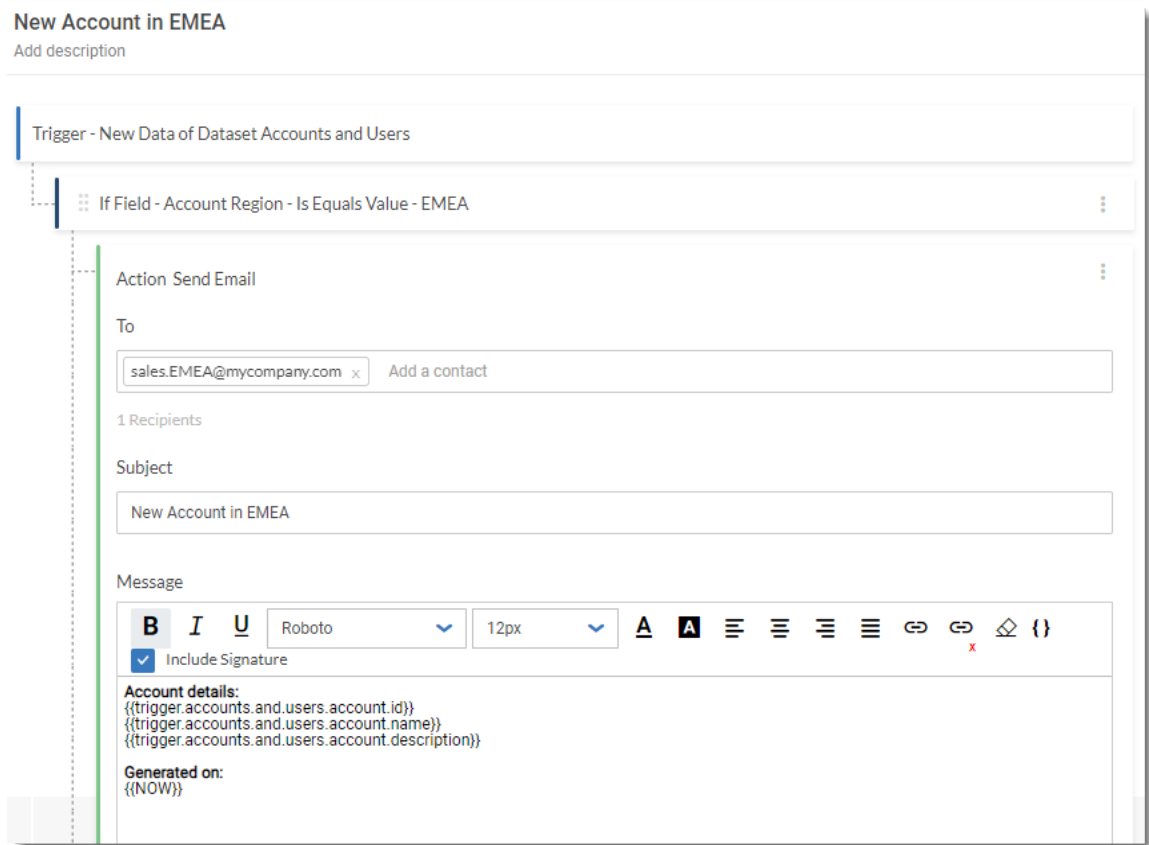 New Account in EMEA
Add description
Trigger - New Data of Dataset Accounts and Users
If Field - Account Region - Is Equals Value - EMEA
Action Send Email
To
sales.EMEA@mycompany.com x Add a contact
1 Recipients
Subject
New Account in EMEA
Message
B I U Roboto 12px A A { }
x
Include Signature
Account details:
{{trigger.accounts.and.users.account.id}}
{{trigger.accounts.and.users.account.name}}
{{trigger.accounts.and.users.account.description}}
Generated on:
{{NOW}}